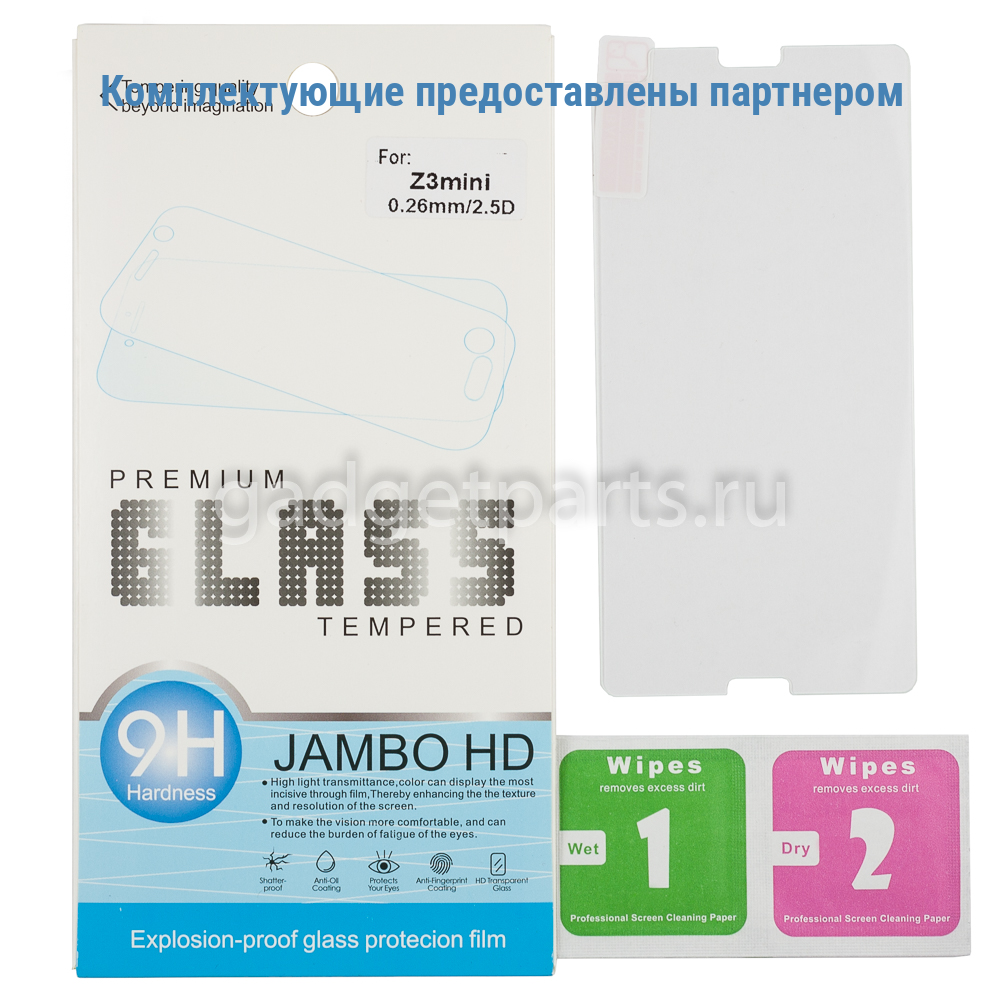 Комплектующие предоставлены партнером
Tempering quality
beyond imagination
For:
Z3mini
0.26mm/2.5D
PREMIUM
GLASS
TEMPERED
gadgetparts.ru
9H
Hardness
JAMBO HD
• High light transmittance,color can display the most
incisive through film,Thereby enhancing the the texture
and resolution of the screen.
• To make the vision more comfortable, and can
reduce the burden of faligue of the eyes.
Shatter-
proof
Anti-Oil
Coating
Protects
Your Eyes
Anti-Fingerprint
Coating
HD Transparent
Glass
Explosion-proof glass protecion film
Wipes
removes excess dirt
Wet
1
Professional Screen Cleaning Paper
Wipes
removes excess dirt
Dry
2
Professional Screen Cleaning Paper